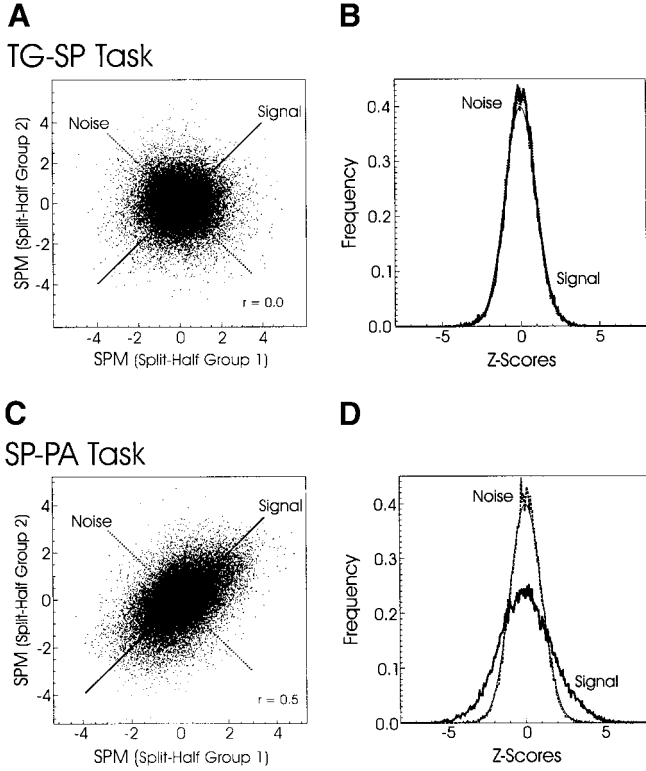 A
TG-SP Task
SPM (Split-Half Group 2)
4
2
0
-2
-4
Noise
Signal
r = 0.0
-4 -2 0 2 4
SPM (Split-Half Group 1)
B
Frequency
0.4
0.3
0.2
0.1
0.0
Noise
Signal
-5 0 5
Z-Scores
C
SP-PA Task
SPM (Split-Half Group 2)
4
2
0
-2
-4
Noise
Signal
r = 0.5
-4 -2 0 2 4
SPM (Split-Half Group 1)
D
Frequency
0.4
0.3
0.2
0.1
0.0
Noise
Signal
-5 0 5
Z-Scores